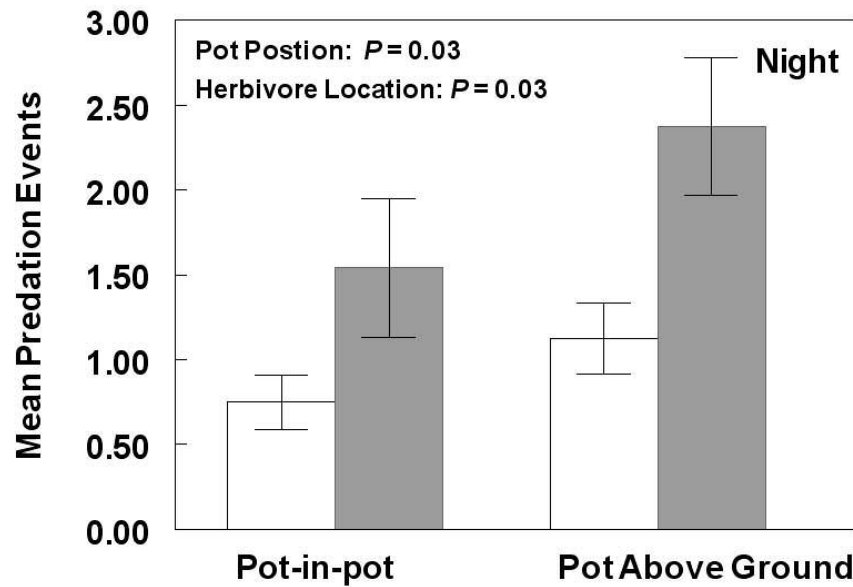 3.00
Pot Postion: P = 0.03
Night
Herbivore Location: P = 0.03
2.50
2.00
1.50
1.00
0.50
0.00
Mean Predation Events
Pot-in-pot
Pot Above Ground